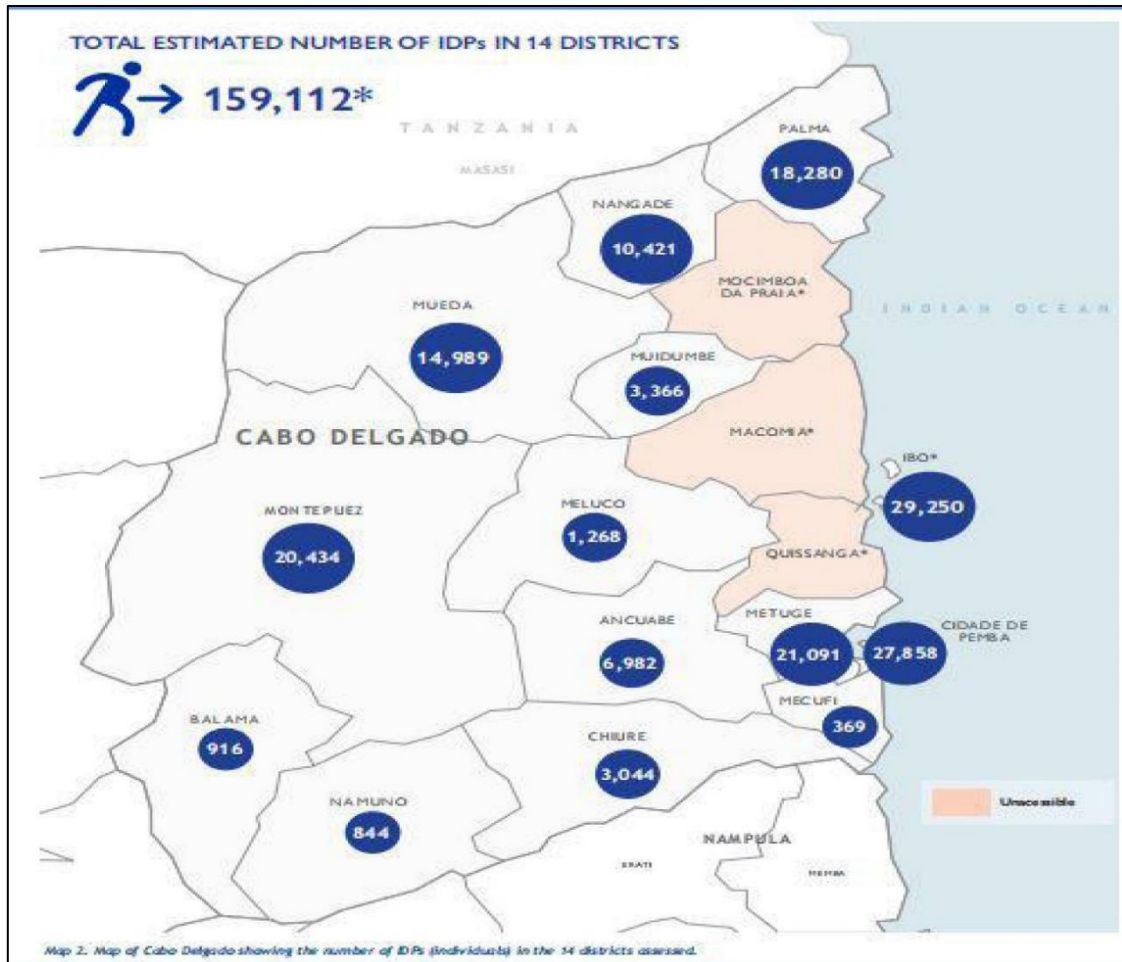 TOTAL ESTIMATED NUMBER OF IDPs IN 14 DISTRICTS
159,112*
TANZANIA
MASASI
PALMA
18,280
NANGADE
10,421
MOCIMBOA
DA PRAIA*
INDIAN OCEAN
MUEDA
14,989
MUIDUMBE
3,366
CABO DELGADO
MACOMIA*
IBO*
29,250
MONTEPUEZ
20,434
MELUCO
1,268
QUISSANGA*
METUGE
21,091
CIDADE DE
PEMBA
27,858
ANCUABE
6,982
MECUFI
369
BALAMA
916
CHIURE
3,044
NAMUNO
844
Unacessible
NAMPULA
ERATI
MEMBA
Map 2. Map of Cabo Delgado showing the number of IDPs (individuals) in the 14 districts assessed.